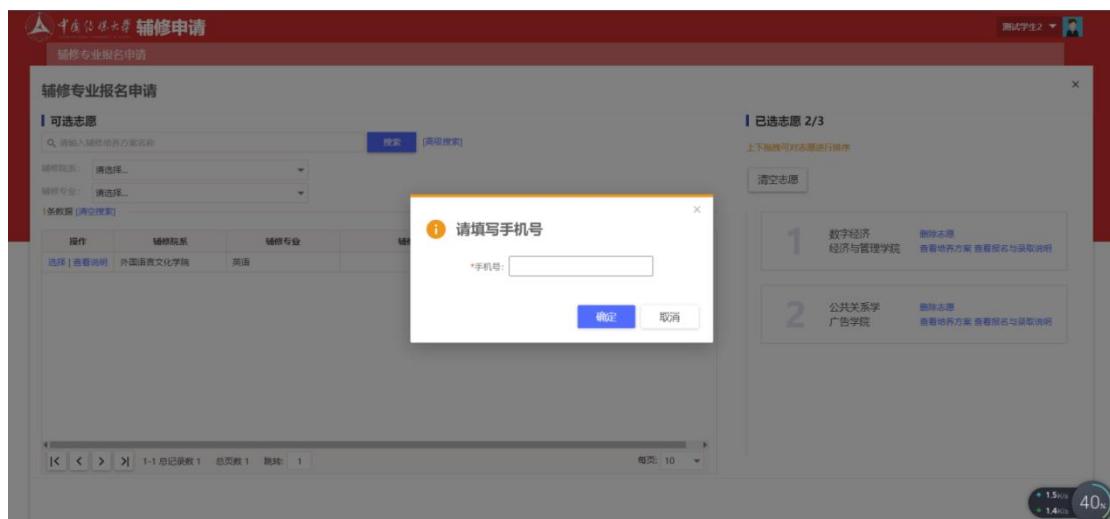 中国传媒大学 辅修申请
测试学生2
辅修专业报名申请
辅修专业报名申请
×
可选志愿
请输入辅修培养方案名称
搜索
[高级搜索]
辅修院系: 请选择...
辅修专业: 请选择...
1条数据 [清空搜索]
操作 辅修院系 辅修专业 辅修
选择 | 查看说明 外国语言文化学院 英语
1-1 总记录数 1 总页数 1 跳转: 1
每页: 10
×
请填写手机号
*手机号:
确定 取消
已选志愿 2/3
上下拖拽可对志愿进行排序
清空志愿
1
数字经济
经济与管理学院
删除志愿
查看培养方案 查看报名与录取说明
2
公共关系学
广告学院
删除志愿
查看培养方案 查看报名与录取说明
1.5K/s
1.4K/s
40%